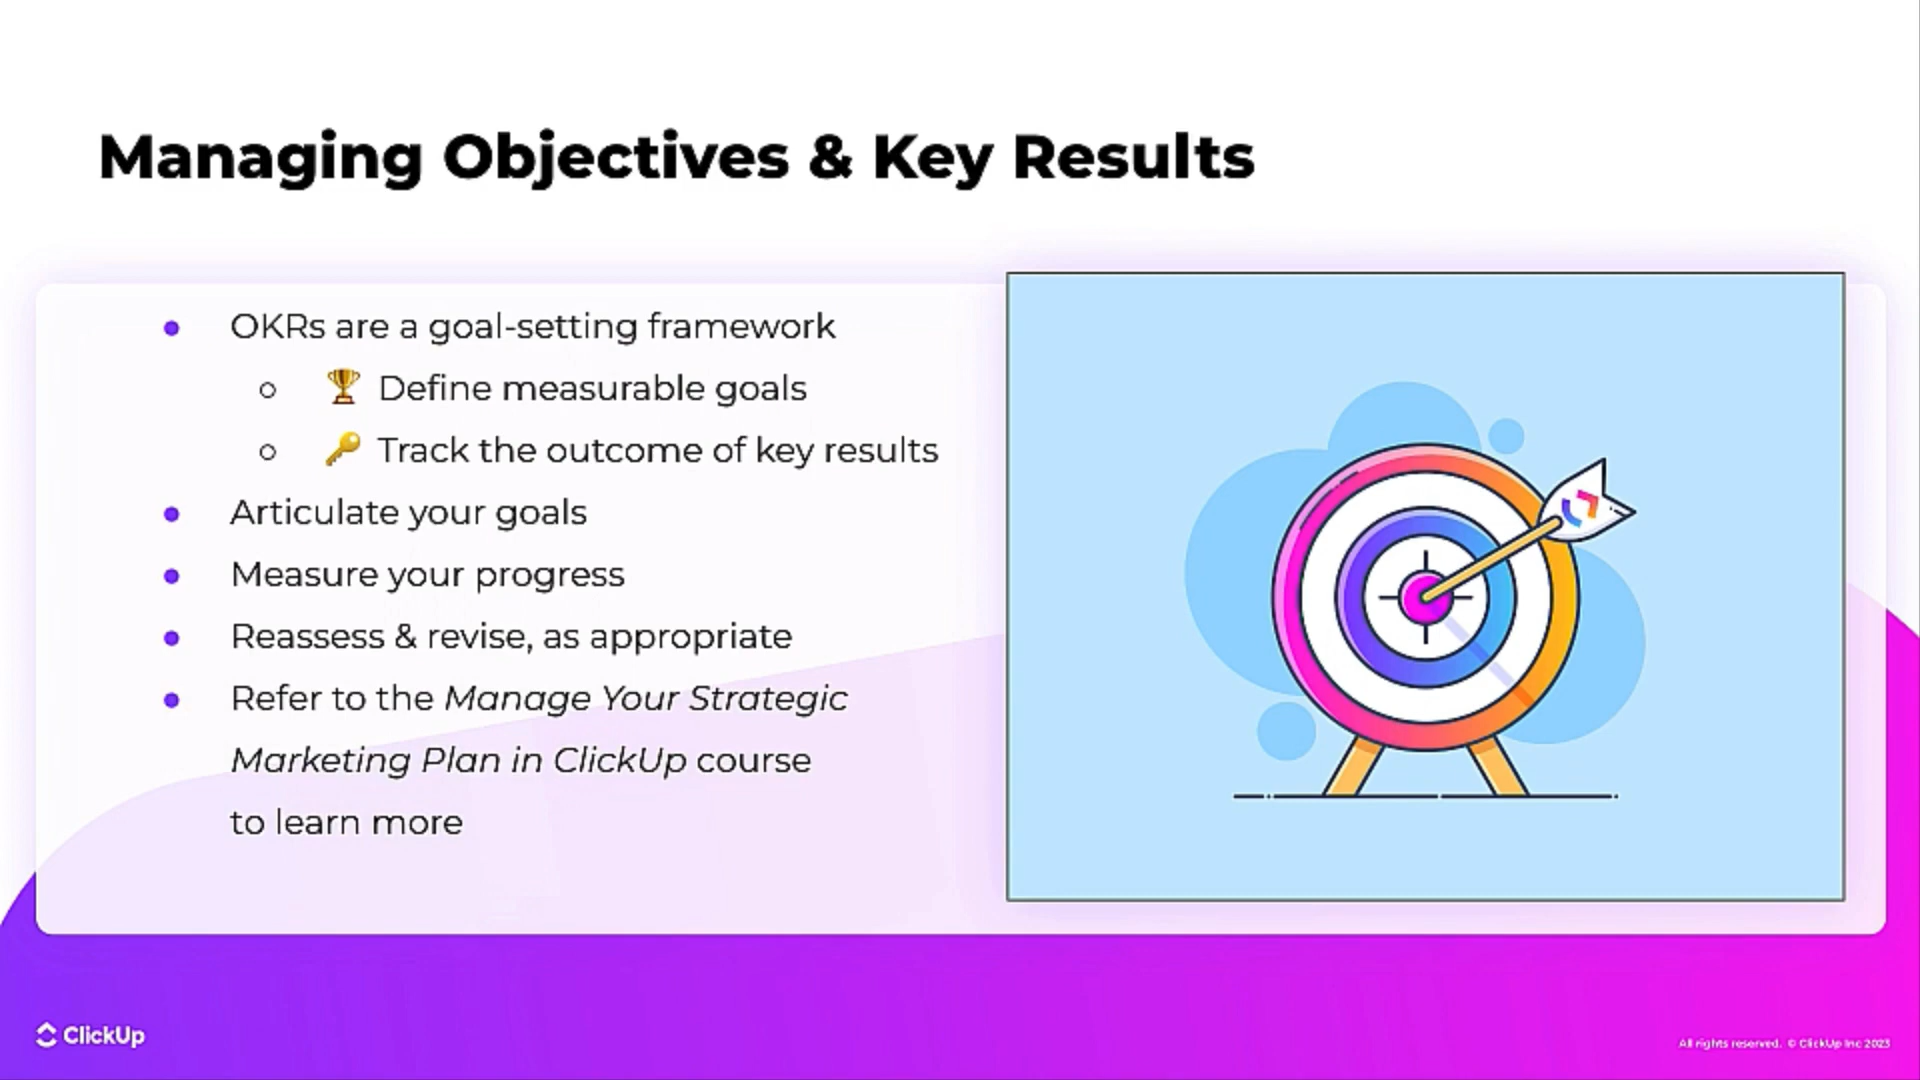 Managing Objectives & Key Results
OKRs are a goal-setting framework
Define measurable goals
Track the outcome of key results
Articulate your goals
Measure your progress
Reassess & revise, as appropriate
Refer to the Manage Your Strategic
Marketing Plan in ClickUp course
to learn more
ClickUp
All rights reserved. © ClickUp Inc 2023